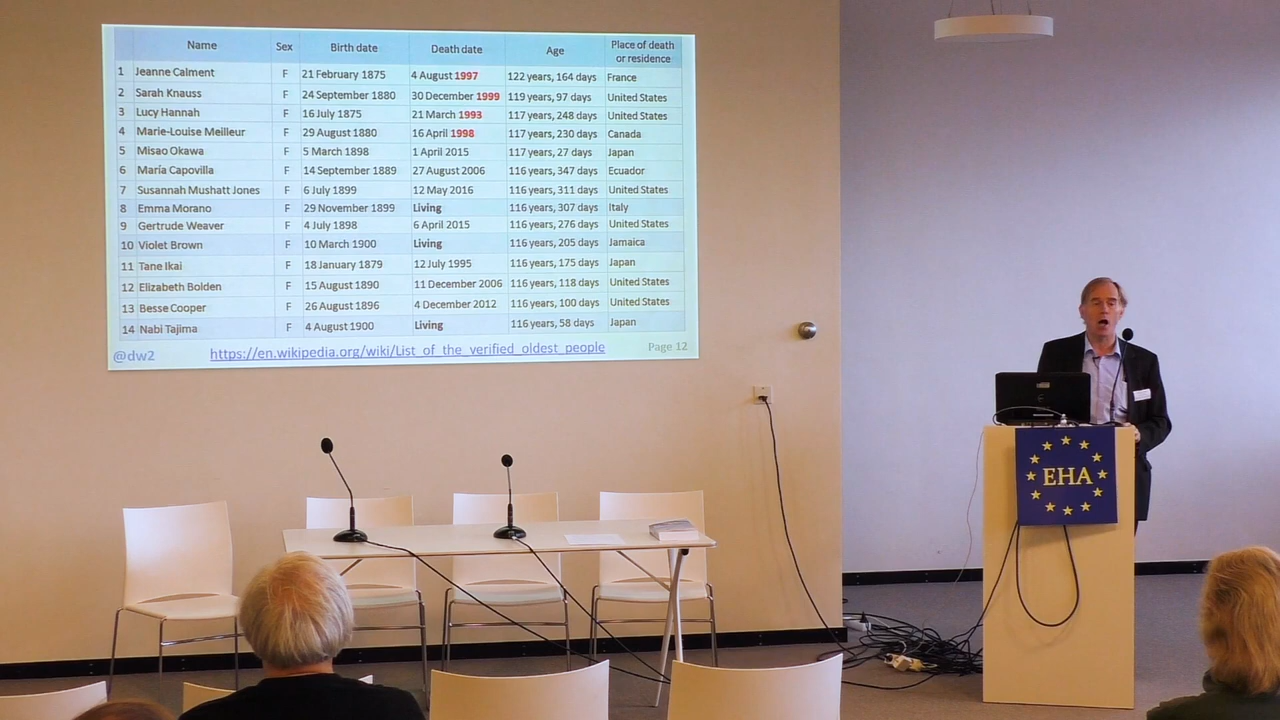 Name Sex Birth date Death date Age Place of death or residence
1 Jeanne Calment F 21 February 1875 4 August 1997 122 years, 164 days France
2 Sarah Knauss F 24 September 1880 30 December 1999 119 years, 97 days United States
3 Lucy Hannah F 16 July 1875 21 March 1993 117 years, 248 days United States
4 Marie-Louise Meilleur F 29 August 1880 16 April 1998 117 years, 230 days Canada
5 Misao Okawa F 5 March 1898 1 April 2015 117 years, 27 days Japan
6 María Capovilla F 14 September 1889 27 August 2006 116 years, 347 days Ecuador
7 Susannah Mushatt Jones F 6 July 1899 12 May 2016 116 years, 311 days United States
8 Emma Morano F 29 November 1899 Living 116 years, 307 days Italy
9 Gertrude Weaver F 4 July 1898 6 April 2015 116 years, 276 days United States
10 Violet Brown F 10 March 1900 Living 116 years, 205 days Jamaica
11 Tane Ikai F 18 January 1879 12 July 1995 116 years, 175 days Japan
12 Elizabeth Bolden F 15 August 1890 11 December 2006 116 years, 118 days United States
13 Besse Cooper F 26 August 1896 4 December 2012 116 years, 100 days United States
14 Nabi Tajima F 4 August 1900 Living 116 years, 58 days Japan
@dw2 https://en.wikipedia.org/wiki/List_of_the_verified_oldest_people Page 12
EHA